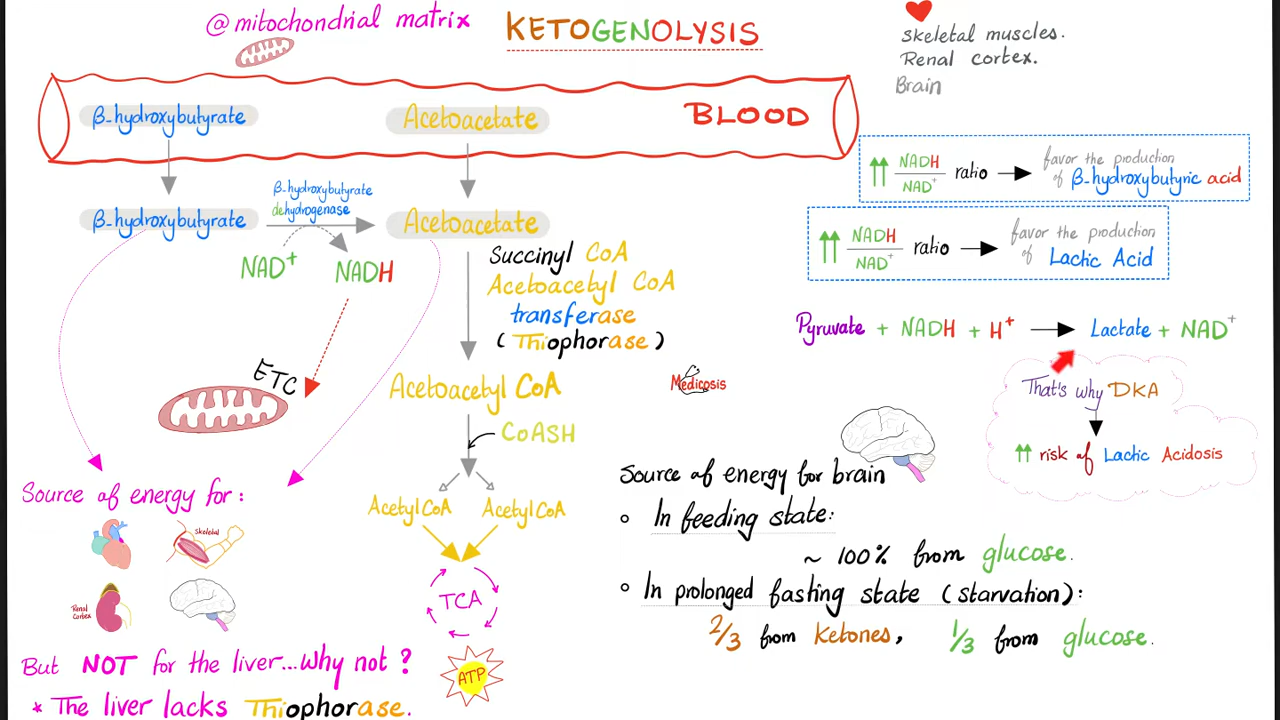 @ mitochondrial matrix
KETOGENOLYSIS
skeletal muscles.
Renal cortex.
Brain
β-hydroxybutyrate
Acetoacetate
BLOOD
β-hydroxybutyrate
β-hydroxybutyrate
dehydrogenase
Acetoacetate
NAD+
NADH
ETC
Succinyl CoA
Acetoacetyl CoA
transferase
(Thiophorase)
Acetoacetyl CoA
CoASH
Acetyl CoA
Acetyl CoA
TCA
ATP
Source of energy for:
skeletal
Renal
Cortex
But NOT for the liver...why not?
* The liver lacks Thiophorase.
↑↑ NADH
NAD+
ratio
favor the production
of β-hydroxybutyric acid
↑↑ NADH
NAD+
ratio
favor the production
of Lactic Acid
Pyruvate + NADH + H+ → Lactate + NAD+
That's why DKA
↑↑ risk of Lactic Acidosis
Medicosis
Source of energy for brain
° In feeding state:
~ 100% from glucose.
° In prolonged fasting state (starvation):
2/3 from ketones, 1/3 from glucose.